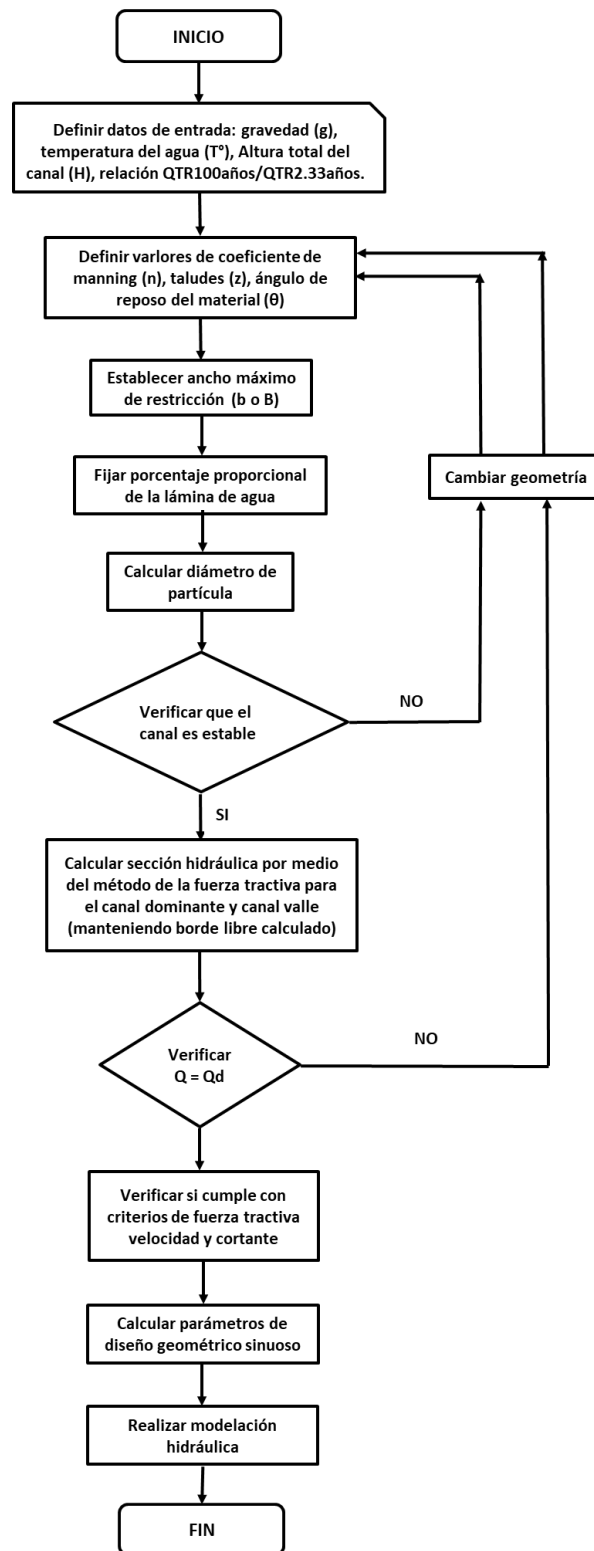 INICIO
Definir datos de entrada: gravedad (g),
temperatura del agua (T°), Altura total del
canal (H), relación QTR100años/QTR2.33años.
Definir varlores de coeficiente de
manning (n), taludes (z), ángulo de
reposo del material (θ)
Establecer ancho máximo
de restricción (b o B)
Fijar porcentaje proporcional
de la lámina de agua
Cambiar geometría
Calcular diámetro de
partícula
Verificar que el
canal es estable
NO
SI
Calcular sección hidráulica por medio
del método de la fuerza tractiva para
el canal dominante y canal valle
(manteniendo borde libre calculado)
Verificar
Q = Qd
NO
Verificar si cumple con
criterios de fuerza tractiva
velocidad y cortante
Calcular parámetros de
diseño geométrico sinuoso
Realizar modelación
hidráulica
FIN